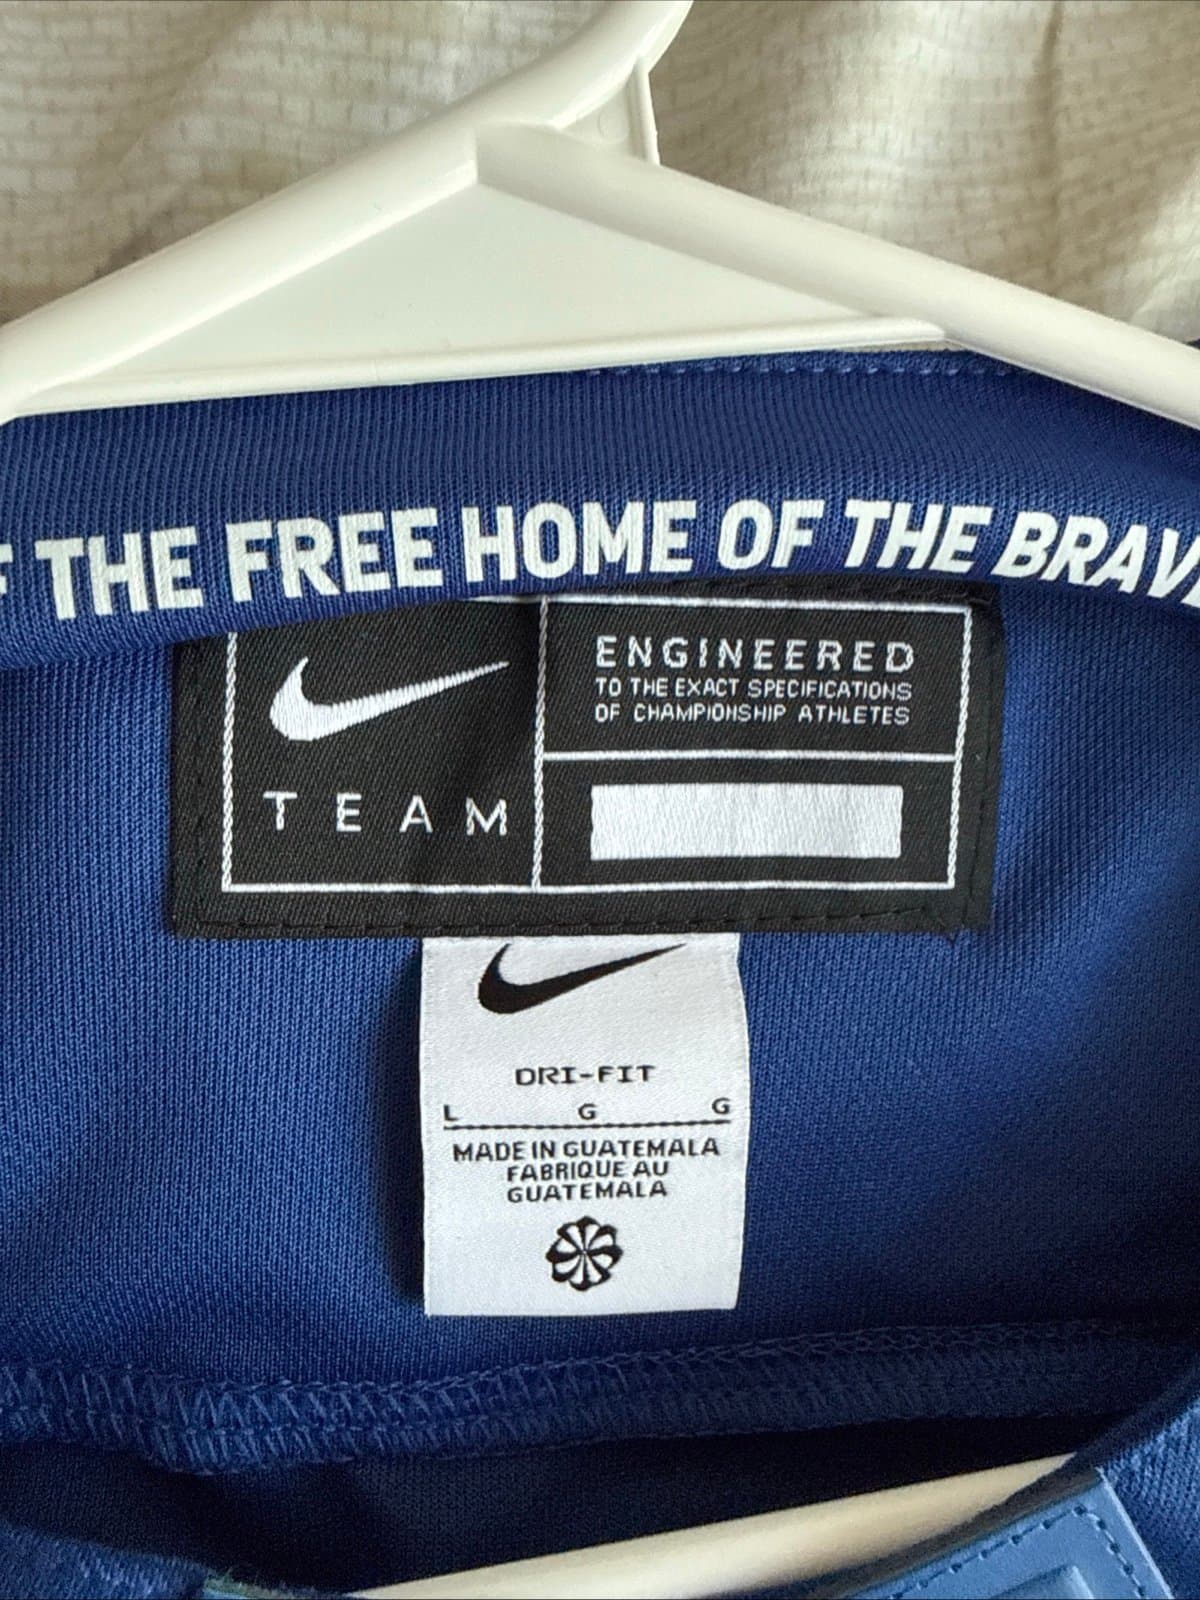 THE FREE HOME OF THE
TEAM
ENGINEERED
TO THE EXACT SPECIFICATIONS
OF CHAMPIONSHIP ATHLETES
DRI-FIT
L G G
MADE IN GUATEMALA
FABRIQUE AU
GUATEMALA